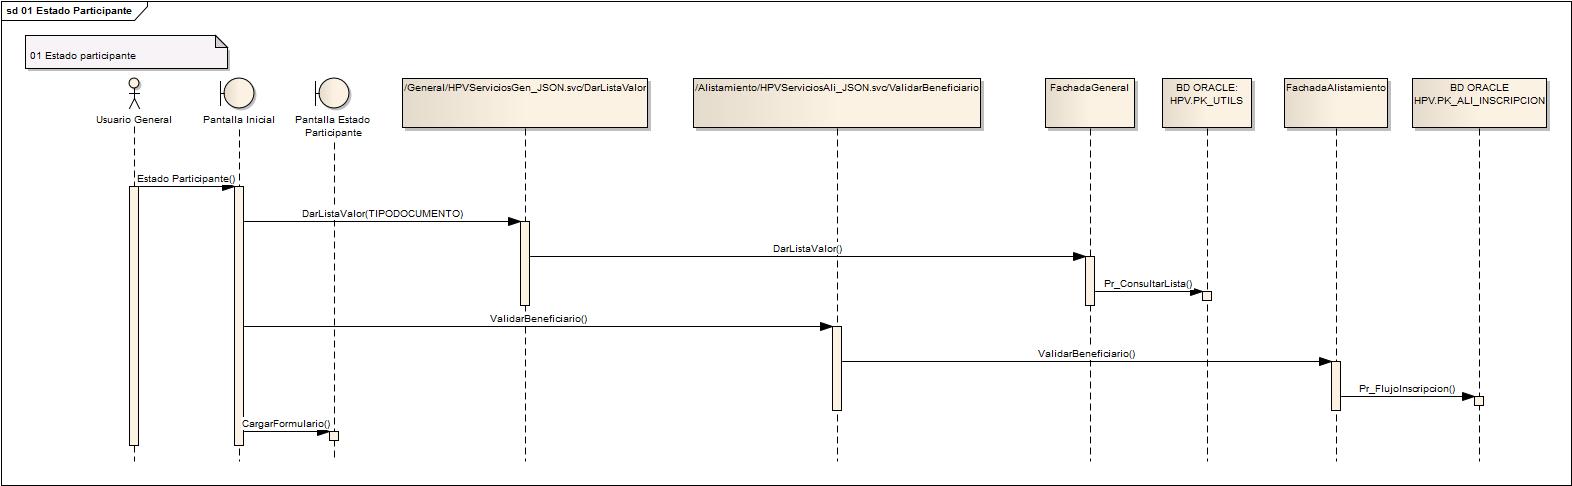 sd 01 Estado Participante
01 Estado participante
Usuario General
Pantalla Inicial
Pantalla Estado
Participante
/General/HPVServiciosGen_JSON.svc/DarListaValor
/Alistamiento/HPVServiciosAli_JSON.svc/ValidarBeneficiario
FachadaGeneral
BD ORACLE:
HPV.PK_UTILS
FachadaAlistamiento
BD ORACLE
HPV.PK_ALI_INSCRIPCION
Estado Participante()
DarListaValor(TIPODOCUMENTO)
DarListaValor()
Pr_ConsultarLista()
ValidarBeneficiario()
ValidarBeneficiario()
Pr_FlujoInscripcion()
CargarFormulario()